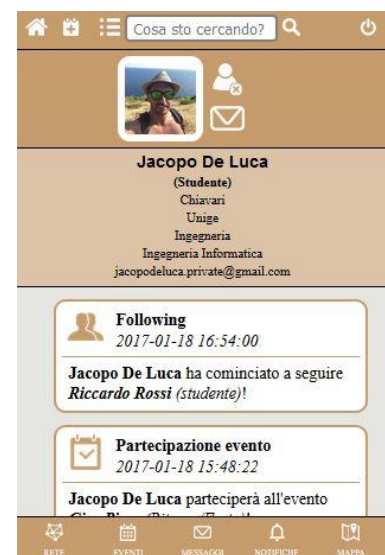 Cosa sto cercando?
Jacopo De Luca
(Studente)
Chiavari
Unige
Ingegneria
Ingegneria Informatica
jacopodeluca.private@gmail.com
Following
2017-01-18 16:54:00
Jacopo De Luca ha cominciato a seguire
Riccardo Rossi (studente)!
Partecipazione evento
2017-01-18 15:48:22
Jacopo De Luca parteciperà all'evento
RETE EVENTI MESSAGGI NOTIFICHE MAPPA